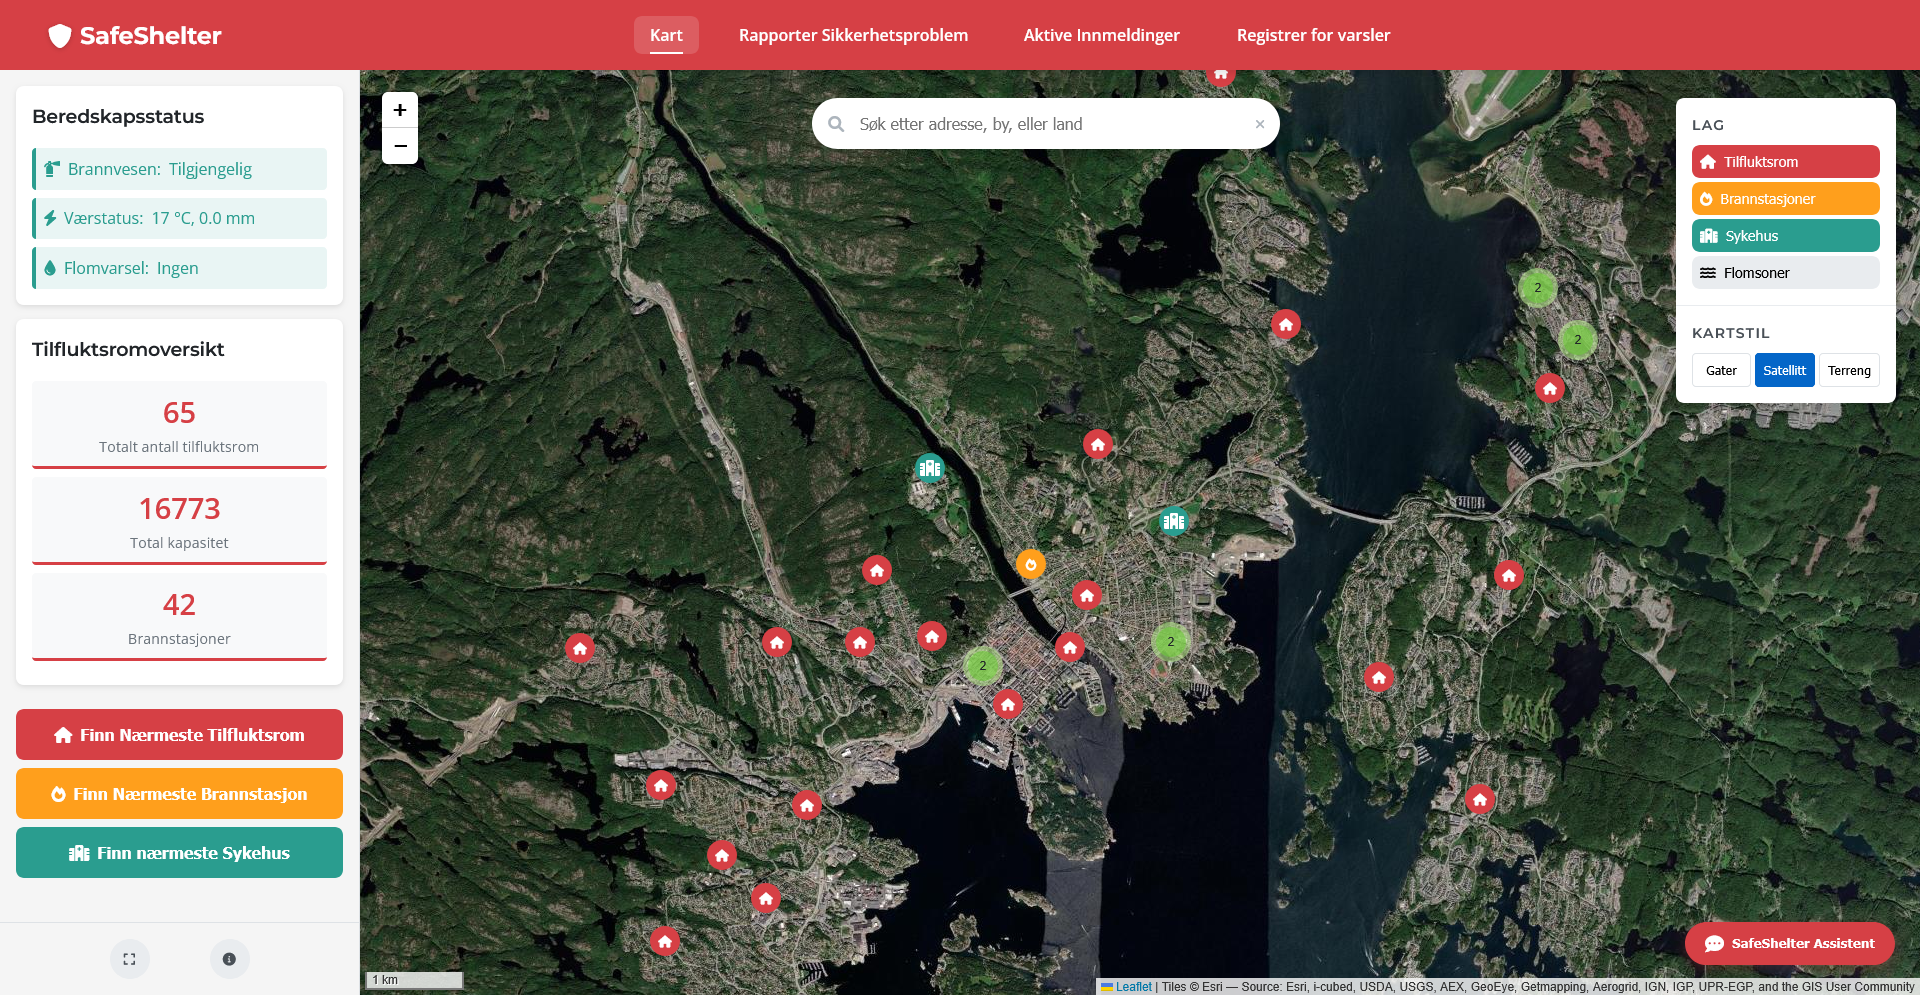 SafeShelter
Kart
Rapporter Sikkerhetsproblem
Aktive Innmeldinger
Registrer for varsler
Beredskapsstatus
Brannvesen: Tilgjengelig
Værstatus: 17 °C, 0.0 mm
Flomvarsel: Ingen
Tilfluktsromoversikt
65
Totalt antall tilfluktsrom
16773
Total kapasitet
42
Brannstasjoner
Finn Nærmeste Tilfluktsrom
Finn Nærmeste Brannstasjon
Finn nærmeste Sykehus
+
−
Søk etter adresse, by, eller land
×
LAG
Tilfluktsrom
Brannstasjoner
Sykehus
Flomsoner
KARTSTIL
Gater
Satellitt
Terreng
2
2
2
2
SafeShelter Assistent
1 km
Leaflet | Tiles © Esri — Source: Esri, i-cubed, USDA, USGS, AEX, GeoEye, Getmapping, Aerogrid, IGN, IGP, UPR-EGP, and the GIS User Community